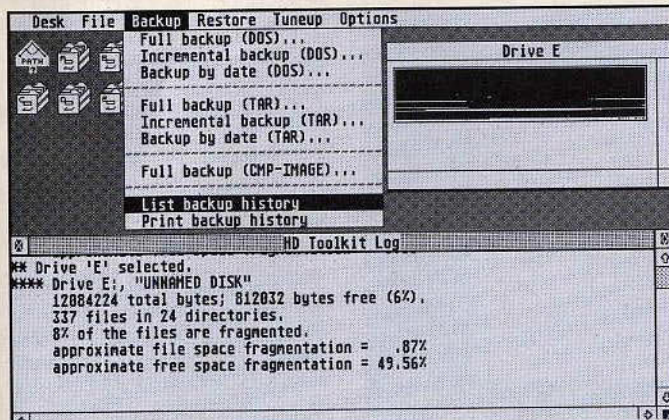 Desk File Backup Restore Tuneup Options
PATH
Full backup (DOS)...
Incremental backup (DOS)...
Backup by date (DOS)...
Full backup (TAR)...
Incremental backup (TAR)...
Backup by date (TAR)...
Full backup (CMP-IMAGE)...
List backup history
Print backup history
Drive E
HD Toolkit Log
** Drive 'E' selected.
**** Drive E:, "UNNAMED DISK"
12084224 total bytes; 812032 bytes free (6%).
337 files in 24 directories.
8% of the files are fragmented.
approximate file space fragmentation = .87%
approximate free space fragmentation = 49.56%